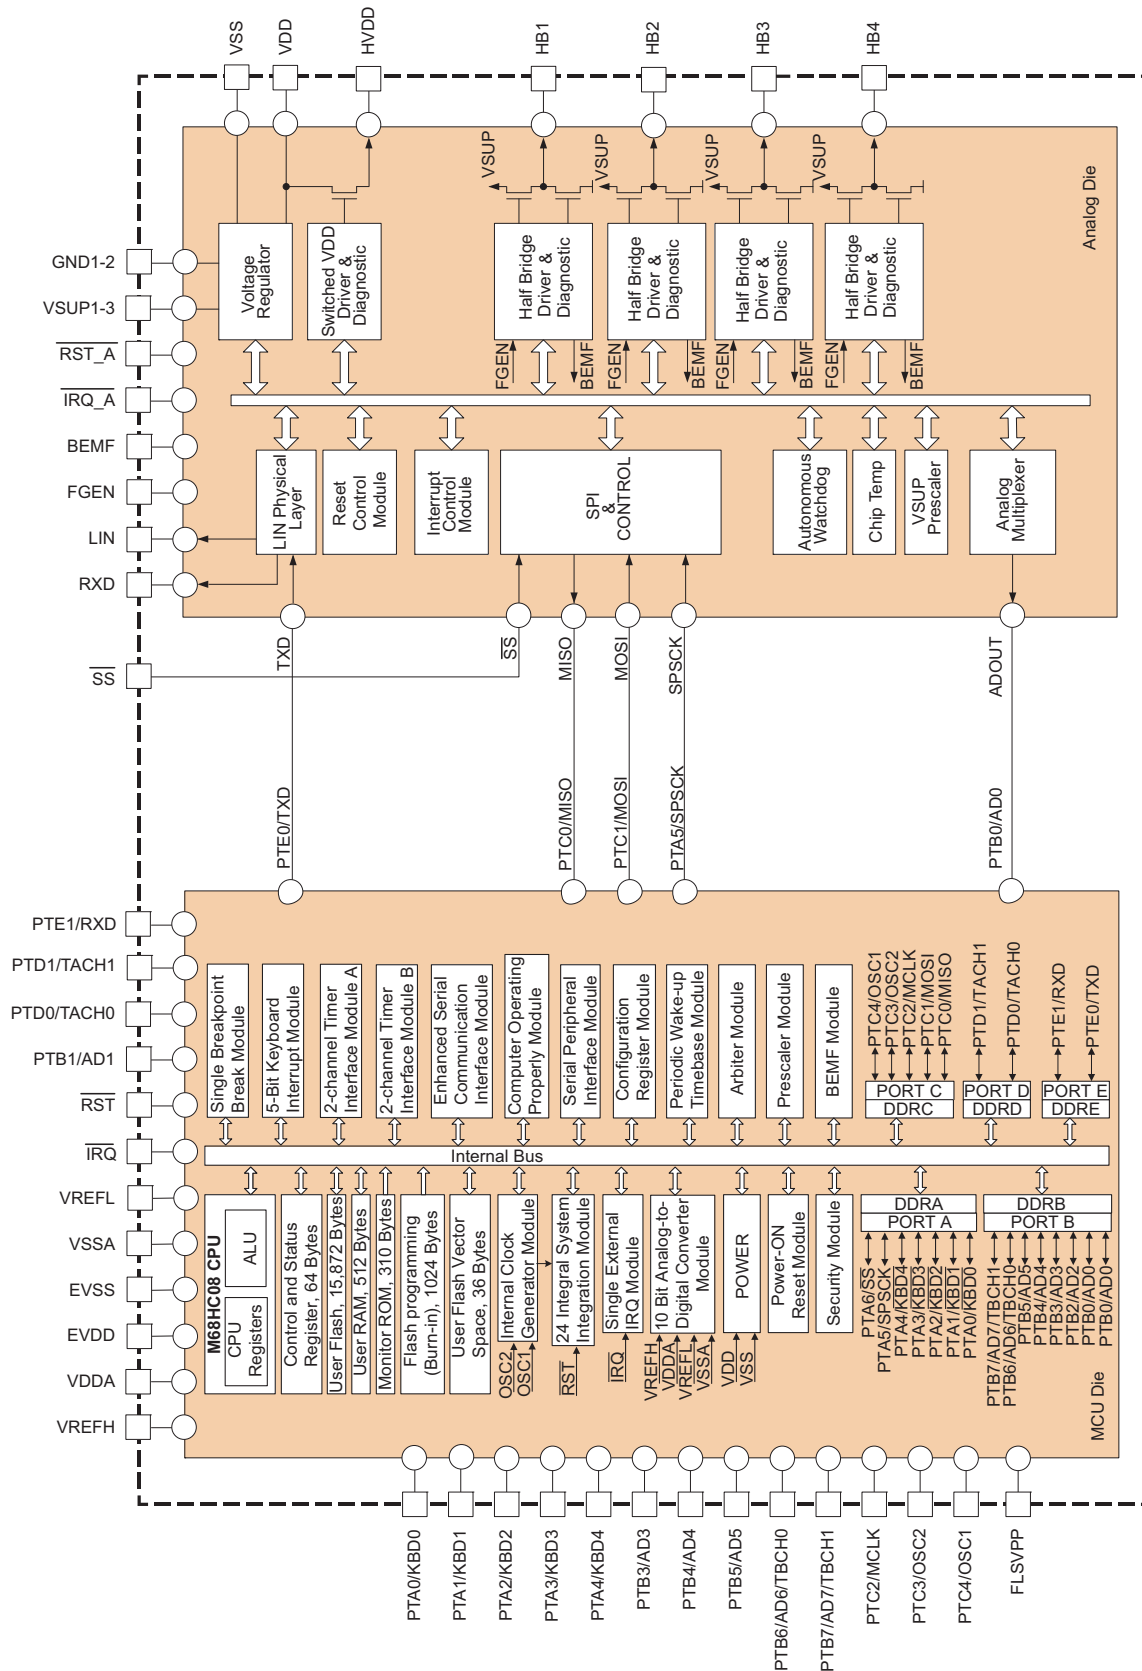 VSS
VDD
HVDD
HB1
HB2
HB3
HB4
GND1-2
VSUP1-3
RST_A
IRQ_A
BEMF
FGEN
LIN
RXD
SS
Voltage
Regulator
Switched VDD
Driver &
Diagnostic
VSUP
VSUP
VSUP
VSUP
Half Bridge
Driver &
Diagnostic
Half Bridge
Driver &
Diagnostic
Half Bridge
Driver &
Diagnostic
Half Bridge
Driver &
Diagnostic
FGEN
BEMF
FGEN
BEMF
FGEN
BEMF
FGEN
BEMF
Analog Die
LIN Physical
Layer
Reset
Control
Module
Interrupt
Control
Module
SPI
&
CONTROL
Autonomous
Watchdog
Chip Temp
VSUP
Prescaler
Analog
Multiplexer
TXD
SS
MISO
MOSI
SPSCK
ADOUT
PTE0/TXD
PTC0/MISO
PTC1/MOSI
PTA5/SPSCK
PTB0/AD0
PTE1/RXD
PTD1/TACH1
PTD0/TACH0
PTB1/AD1
RST
IRQ
VREFL
VSSA
EVSS
EVDD
VDDA
VREFH
Single Breakpoint
Break Module
5-Bit Keyboard
Interrupt Module
2-channel Timer
Interface Module A
2-channel Timer
Interface Module B
Enhanced Serial
Communication
Interface Module
Computer Operating
Properly Module
Serial Peripheral
Interface Module
Configuration
Register Module
Periodic Wake-up
Timebase Module
Arbiter Module
Prescaler Module
BEMF Module
PTC4/OSC1
PTC3/OSC2
PTC2/MCLK
PTC1/MOSI
PTC0/MISO
PORT C
DDRC
PTD1/TACH1
PTD0/TACH0
PORT D
DDRD
PTE1/RXD
PTE0/TXD
PORT E
DDRE
Internal Bus
M68HC08 CPU
CPU
Registers
ALU
Control and Status
Register, 64 Bytes
User Flash, 15,872 Bytes
User RAM, 512 Bytes
Monitor ROM, 310 Bytes
Flash programming
(Burn-in), 1024 Bytes
User Flash Vector
Space, 36 Bytes
OSC2
OSC1
Internal Clock
Generator Module
RST
24 Integral System
Integration Module
IRQ
Single External
IRQ Module
VREFH
VDDA
VREFL
VSSA
10 Bit Analog-to-
Digital Converter
Module
VDD
VSS
POWER
Power-ON
Reset Module
Security Module
DDRA
PORT A
PTA6/SS
PTA5/SPSCK
PTA4/KBD4
PTA3/KBD3
PTA2/KBD2
PTA1/KBD1
PTA0/KBD0
DDRB
PORT B
PTB7/AD7/TBCH1
PTB6/AD6/TBCH0
PTB5/AD5
PTB4/AD4
PTB3/AD3
PTB2/AD2
PTB0/AD0
PTB0/AD0
MCU Die
PTA0/KBD0
PTA1/KBD1
PTA2/KBD2
PTA3/KBD3
PTA4/KBD4
PTB3/AD3
PTB4/AD4
PTB5/AD5
PTB6/AD6/TBCH0
PTB7/AD7/TBCH1
PTC2/MCLK
PTC3/OSC2
PTC4/OSC1
FLSVPP